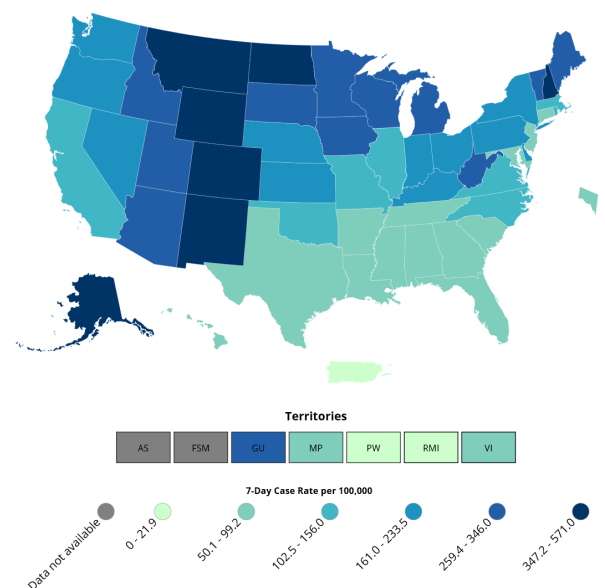 Territories
AS FSM GU MP PW RMI VI
7-Day Case Rate per 100,000
Data not available 0 - 21.9 50.1 - 99.2 102.5 - 156.0 161.0 - 233.5 259.4 - 346.0 347.2 - 571.0